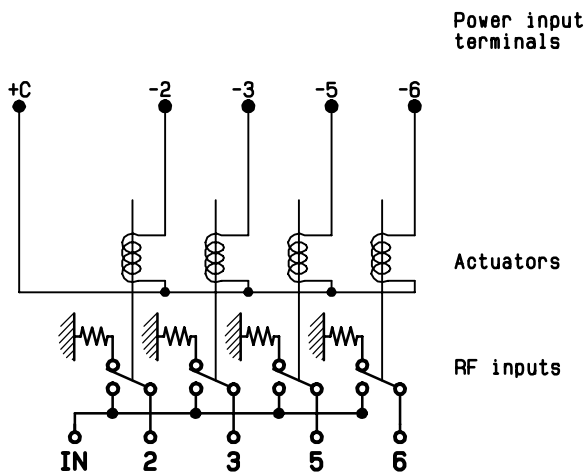 Power input
terminals
+C -2 -3 -5 -6
Actuators
RF inputs
IN 2 3 5 6